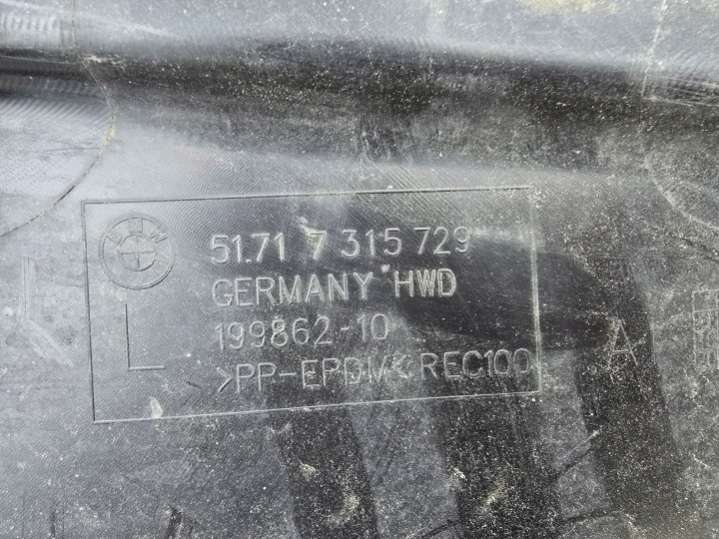 51.71 7 315 729
GERMANY HWD
L
199862-10
>PP-EPDM< REC100
A